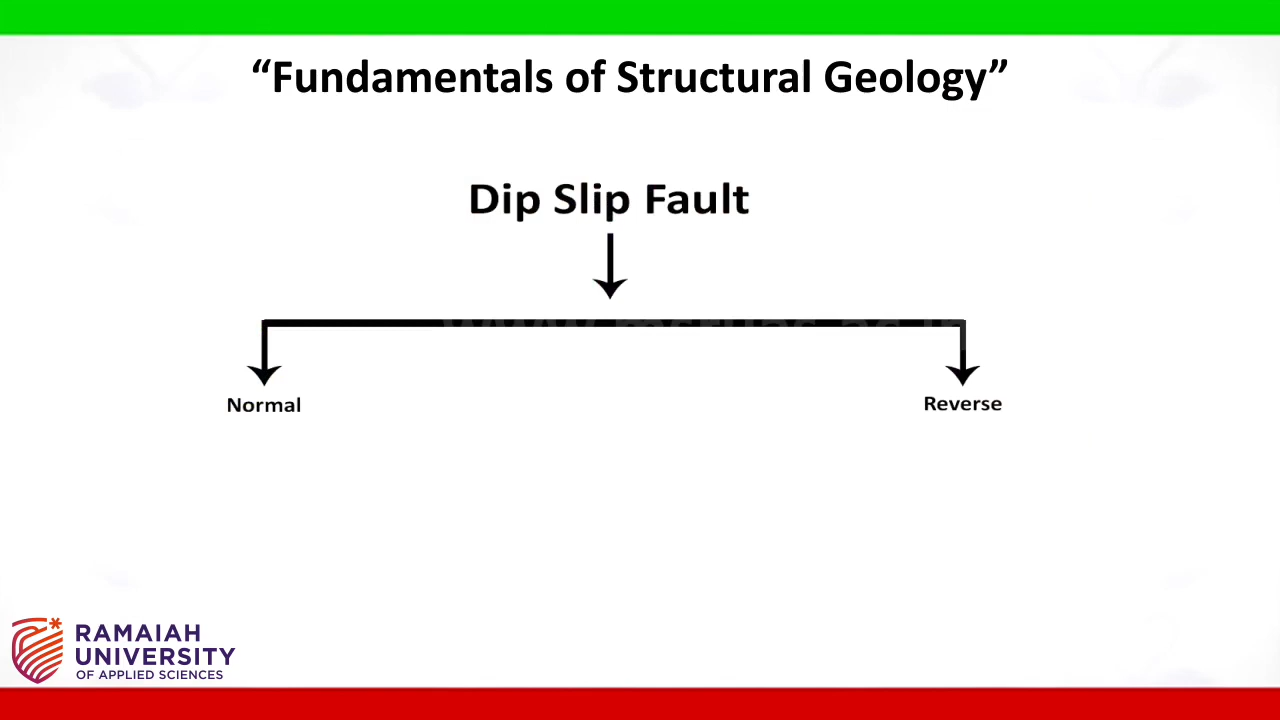 “Fundamentals of Structural Geology”
Dip Slip Fault
Normal
Reverse
RAMAIAH
UNIVERSITY
OF APPLIED SCIENCES